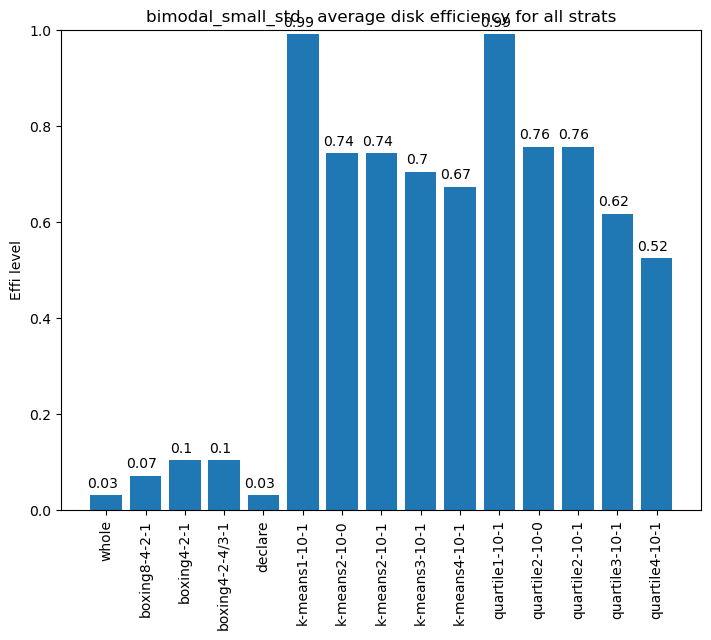 bimodal_small_std - average disk efficiency for all strats
Effi level
1.0
0.8
0.6
0.4
0.2
0.0
0.03
0.07
0.1
0.1
0.03
0.99
0.74
0.74
0.7
0.67
0.99
0.76
0.76
0.62
0.52
whole
boxing8-4-2-1
boxing4-2-1
boxing4-2-4/3-1
declare
k-means1-10-1
k-means2-10-0
k-means2-10-1
k-means3-10-1
k-means4-10-1
quartile1-10-1
quartile2-10-0
quartile2-10-1
quartile3-10-1
quartile4-10-1